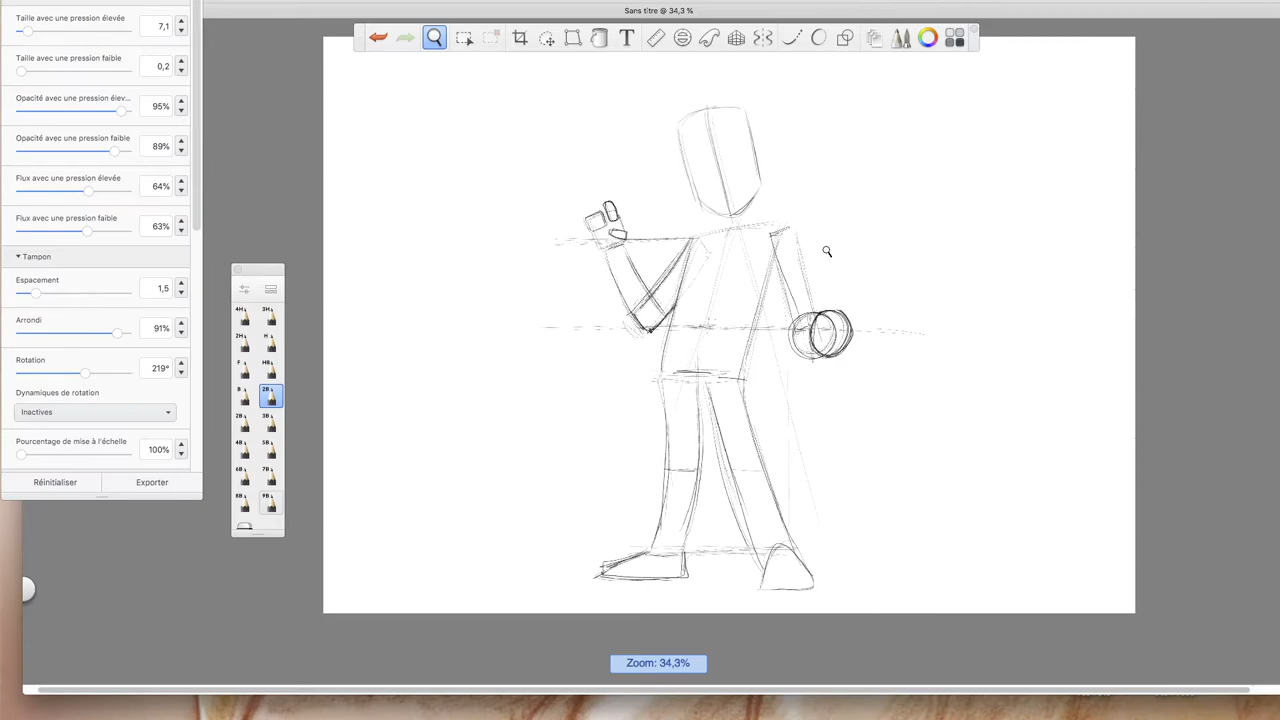 Sans titre @ 34,3 %
Taille avec une pression élevée
7,1
Taille avec une pression faible
0,2
Opacité avec une pression élev...
95%
Opacité avec une pression faible
89%
Flux avec une pression élevée
64%
Flux avec une pression faible
63%
Tampon
Espacement
1,5
Arrondi
91%
Rotation
219°
Dynamiques de rotation
Inactives
Pourcentage de mise à l'échelle
100%
Réinitialiser
Exporter
T
4H 3H
2H H
F HB
B 2B
2B 3B
4B 5B
6B 7B
8B 9B
Zoom: 34,3%